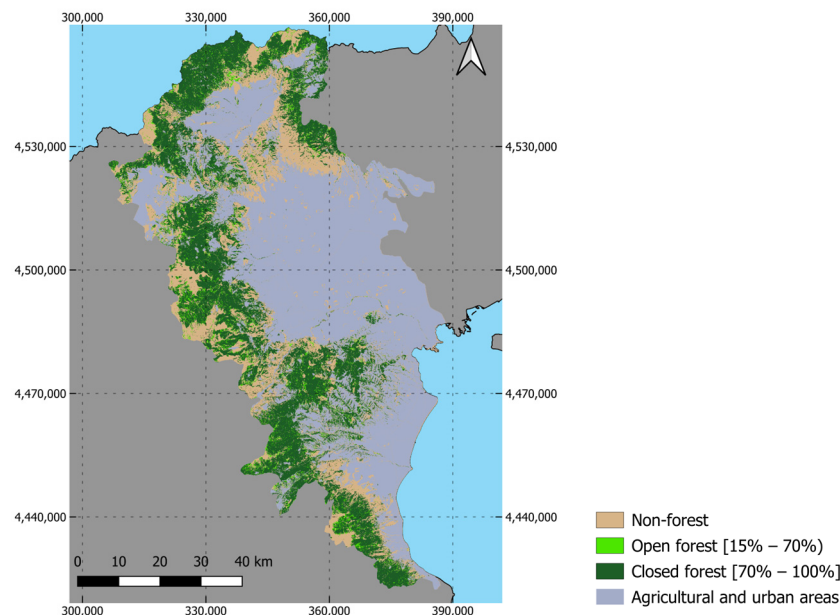 300,000 330,000 360,000 390,000
4,530,000 4,530,000
4,500,000 4,500,000
4,470,000 4,470,000
4,440,000 4,440,000
0 10 20 30 40 km
300,000 330,000 360,000 390,000
Non-forest
Open forest [15% – 70%)
Closed forest [70% – 100%]
Agricultural and urban areas